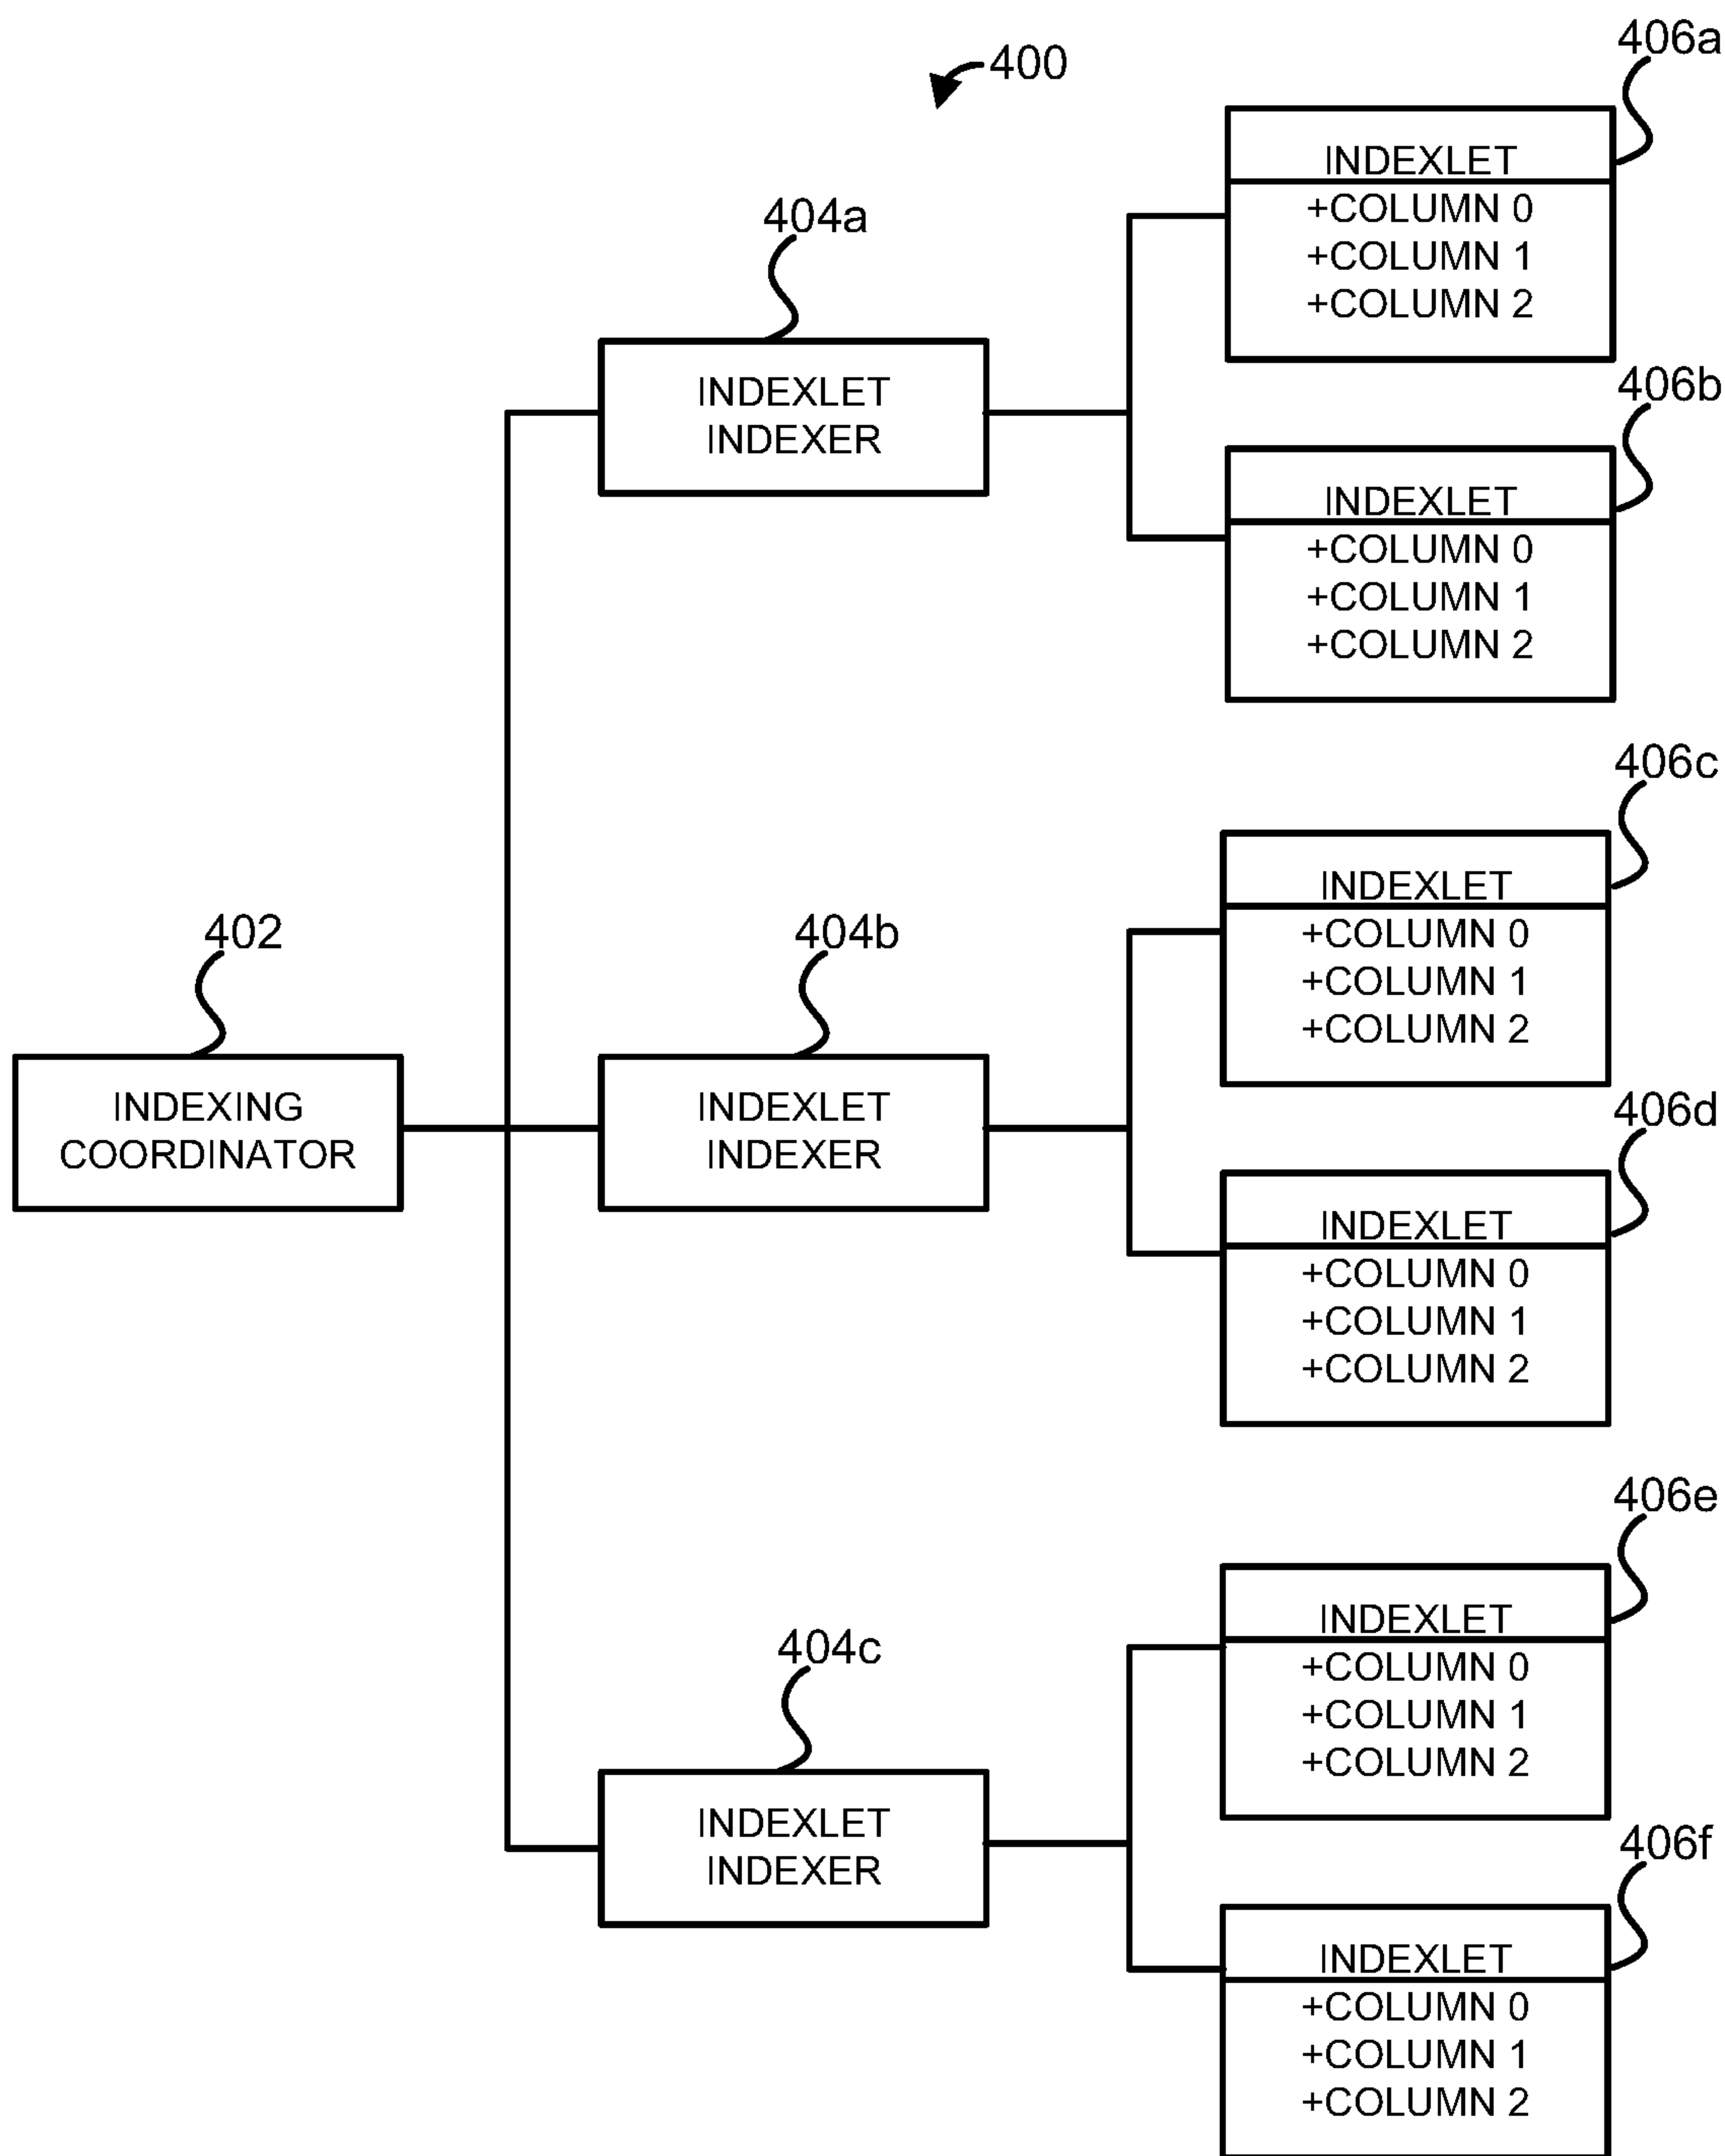 400
406a
INDEXLET
+COLUMN 0
+COLUMN 1
+COLUMN 2
404a
INDEXLET
INDEXER
406b
INDEXLET
+COLUMN 0
+COLUMN 1
+COLUMN 2
406c
INDEXLET
+COLUMN 0
+COLUMN 1
+COLUMN 2
402
INDEXING
COORDINATOR
404b
INDEXLET
INDEXER
406d
INDEXLET
+COLUMN 0
+COLUMN 1
+COLUMN 2
406e
INDEXLET
+COLUMN 0
+COLUMN 1
+COLUMN 2
404c
INDEXLET
INDEXER
406f
INDEXLET
+COLUMN 0
+COLUMN 1
+COLUMN 2